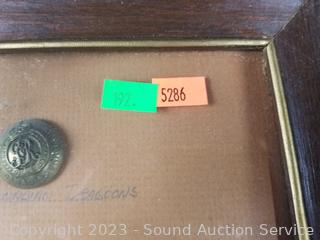 192. 5286
DRAGOONS
Copyright 2023 - Sound Auction Service